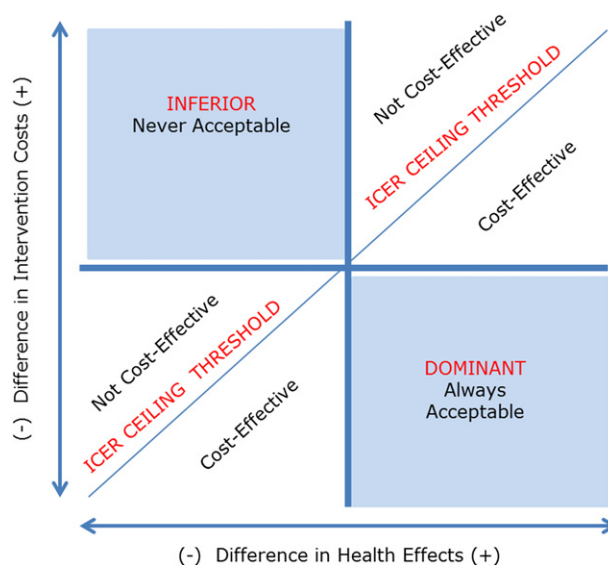 INFERIOR
Never Acceptable
Not Cost-Effective
ICER CEILING THRESHOLD
Cost-Effective
(-) Difference in Intervention Costs (+)
Not Cost-Effective
ICER CEILING THRESHOLD
Cost-Effective
DOMINANT
Always
Acceptable
(-) Difference in Health Effects (+)